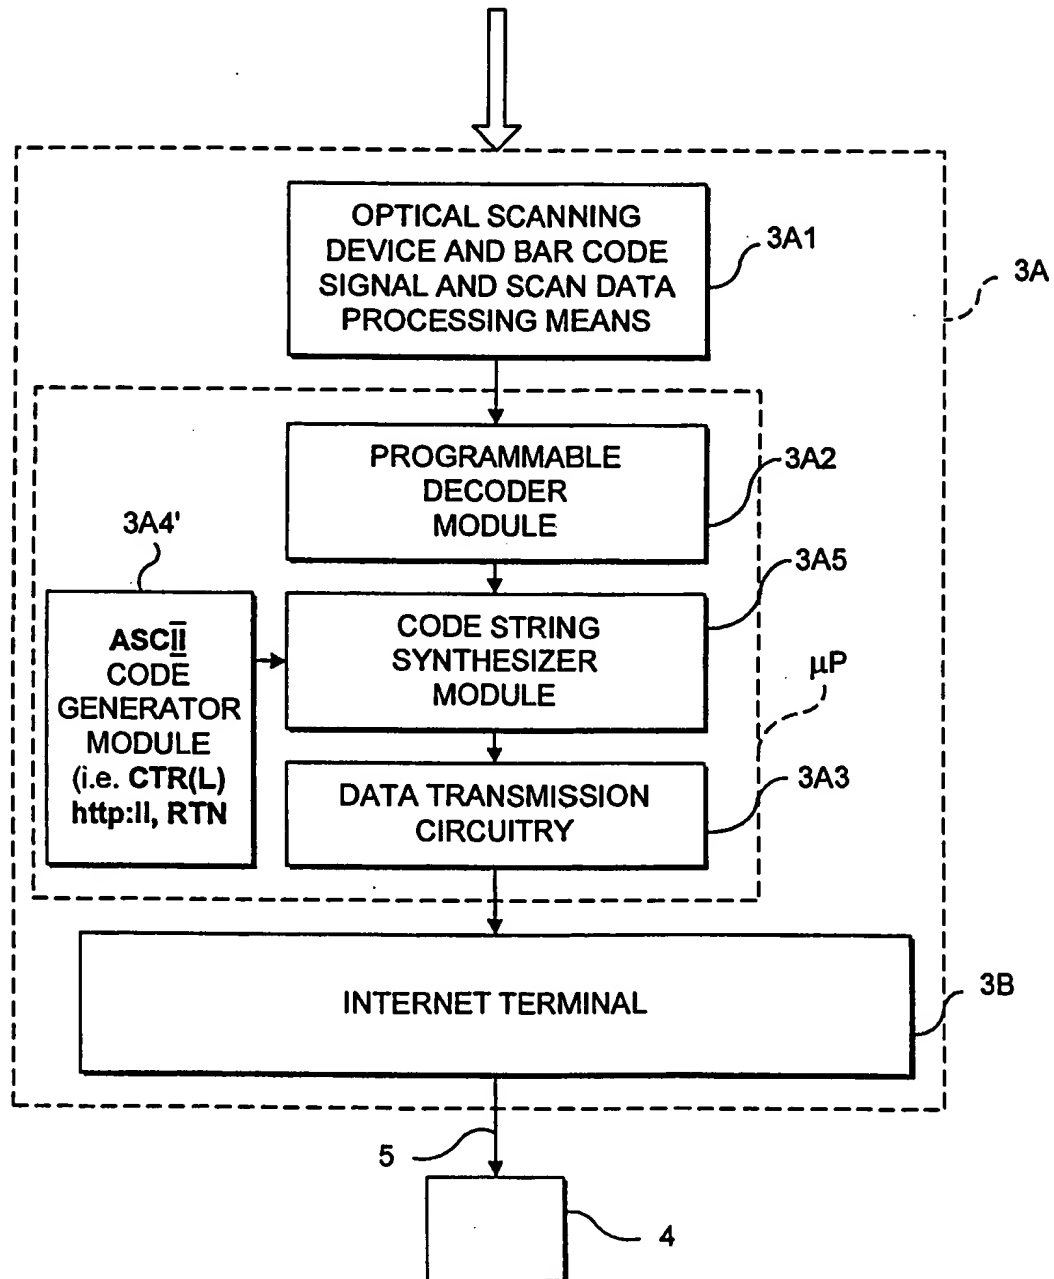 OPTICAL SCANNING
DEVICE AND BAR CODE
SIGNAL AND SCAN DATA
PROCESSING MEANS
3A1
3A
PROGRAMMABLE
DECODER
MODULE
3A2
3A4'
3A5
ASCII
CODE
GENERATOR
MODULE
(i.e. CTR(L)
http:II, RTN
CODE STRING
SYNTHESIZER
MODULE
µP
DATA TRANSMISSION
CIRCUITRY
3A3
INTERNET TERMINAL
3B
5
4